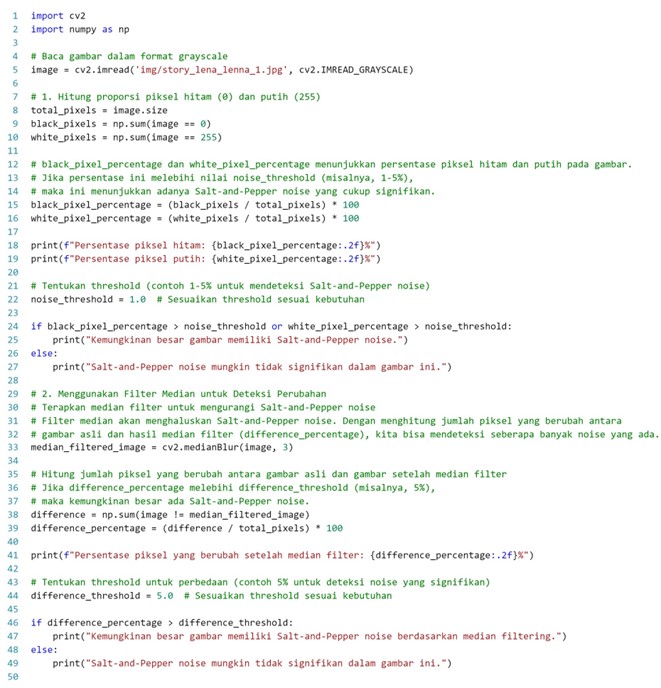 1 import cv2
2 import numpy as np
3
4 # Baca gambar dalam format grayscale
5 image = cv2.imread('img/story_lena_lenna_1.jpg', cv2.IMREAD_GRAYSCALE)
6
7 # 1. Hitung proporsi piksel hitam (0) dan putih (255)
8 total_pixels = image.size
9 black_pixels = np.sum(image == 0)
10 white_pixels = np.sum(image == 255)
11
12 # black_pixel_percentage dan white_pixel_percentage menunjukkan persentase piksel hitam dan putih pada gambar.
13 # Jika persentase ini melebihi nilai noise_threshold (misalnya, 1-5%),
14 # maka ini menunjukkan adanya Salt-and-Pepper noise yang cukup signifikan.
15 black_pixel_percentage = (black_pixels / total_pixels) * 100
16 white_pixel_percentage = (white_pixels / total_pixels) * 100
17
18 print(f"Persentase piksel hitam: {black_pixel_percentage:.2f}%")
19 print(f"Persentase piksel putih: {white_pixel_percentage:.2f}%")
20
21 # Tentukan threshold (contoh 1-5% untuk mendeteksi Salt-and-Pepper noise)
22 noise_threshold = 1.0  # Sesuaikan threshold sesuai kebutuhan
23
24 if black_pixel_percentage > noise_threshold or white_pixel_percentage > noise_threshold:
25     print("Kemungkinan besar gambar memiliki Salt-and-Pepper noise.")
26 else:
27     print("Salt-and-Pepper noise mungkin tidak signifikan dalam gambar ini.")
28
29 # 2. Menggunakan Filter Median untuk Deteksi Perubahan
30 # Terapkan median filter untuk mengurangi Salt-and-Pepper noise
31 # Filter median akan menghaluskan Salt-and-Pepper noise. Dengan menghitung jumlah piksel yang berubah antara
32 # gambar asli dan hasil median filter (difference_percentage), kita bisa mendeteksi seberapa banyak noise yang ada.
33 median_filtered_image = cv2.medianBlur(image, 3)
34
35 # Hitung jumlah piksel yang berubah antara gambar asli dan gambar setelah median filter
36 # Jika difference_percentage melebihi difference_threshold (misalnya, 5%),
37 # maka kemungkinan besar ada Salt-and-Pepper noise.
38 difference = np.sum(image != median_filtered_image)
39 difference_percentage = (difference / total_pixels) * 100
40
41 print(f"Persentase piksel yang berubah setelah median filter: {difference_percentage:.2f}%")
42
43 # Tentukan threshold untuk perbedaan (contoh 5% untuk deteksi noise yang signifikan)
44 difference_threshold = 5.0  # Sesuaikan threshold sesuai kebutuhan
45
46 if difference_percentage > difference_threshold:
47     print("Kemungkinan besar gambar memiliki Salt-and-Pepper noise berdasarkan median filtering.")
48 else:
49     print("Salt-and-Pepper noise mungkin tidak signifikan dalam gambar ini.")
50